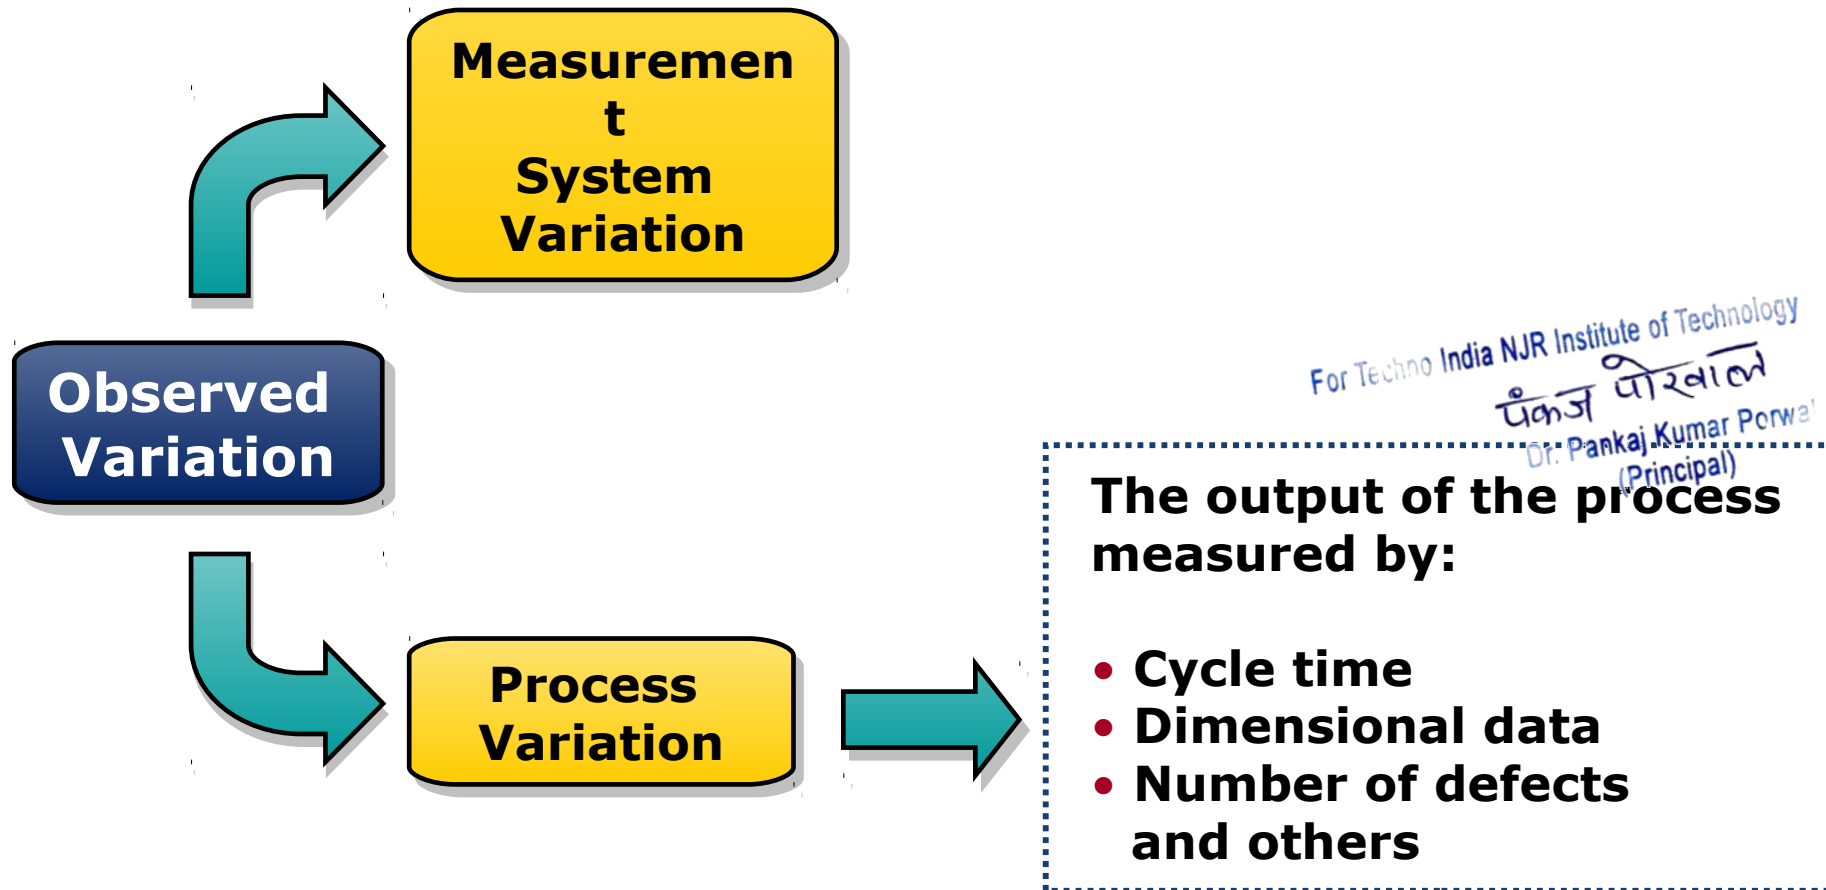 Measuremen
t
System
Variation
Observed
Variation
For Techno India NJR Institute of Technology
पंकज पोरवाल
Dr. Pankaj Kumar Porwal
(Principal)
The output of the process
measured by:
• Cycle time
• Dimensional data
• Number of defects
and others
Process
Variation